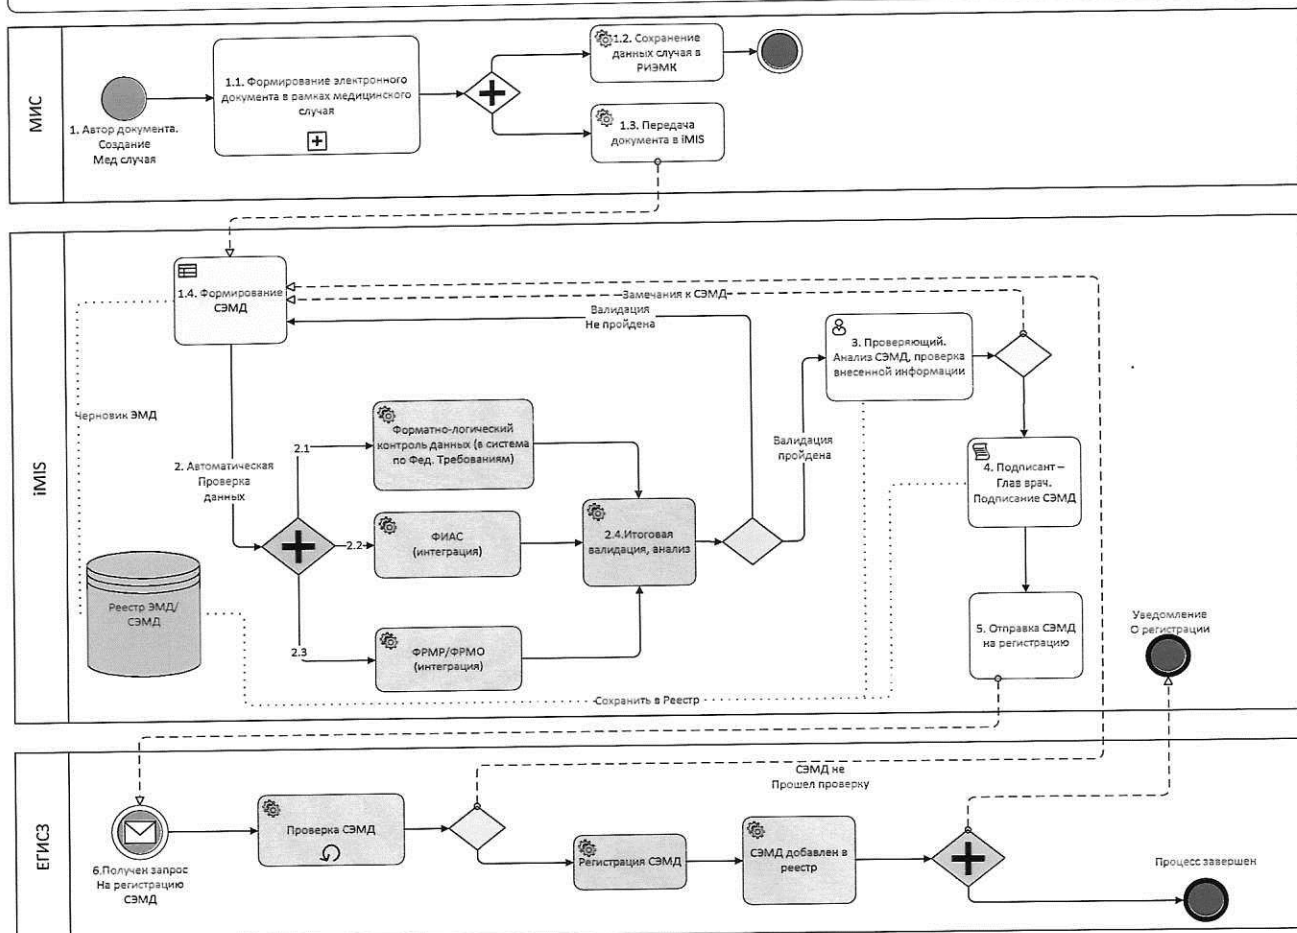 МИС
1. Автор документа.
Создание
Мед случая
1.1. Формирование электронного
документа в рамках медицинского
случая
1.2. Сохранение
данных случая в
РИЭМК
1.3. Передача
документа в iMIS
iMIS
1.4. Формирование
СЭМД
Замечания к СЭМД
Валидация
Не пройдена
3. Проверяющий.
Анализ СЭМД, проверка
внесенной информации
Черновик ЭМД
2. Автоматическая
Проверка
данных
2.1
Форматно-логический
контроль данных (в система
по Фед. Требованиям)
Валидация
пройдена
4. Подписант –
Глав врач.
Подписание СЭМД
2.2
ФИАС
(интеграция)
2.4.Итоговая
валидация, анализ
Реестр ЭМД/
СЭМД
2.3
ФРМР/ФРМО
(интеграция)
5. Отправка СЭМД
на регистрацию
Уведомление
О регистрации
Сохранить в Реестр
ЕГИСЗ
6.Получен запрос
На регистрацию
СЭМД
Проверка СЭМД
СЭМД не
Прошел проверку
Регистрация СЭМД
СЭМД добавлен в
реестр
Процесс завершен